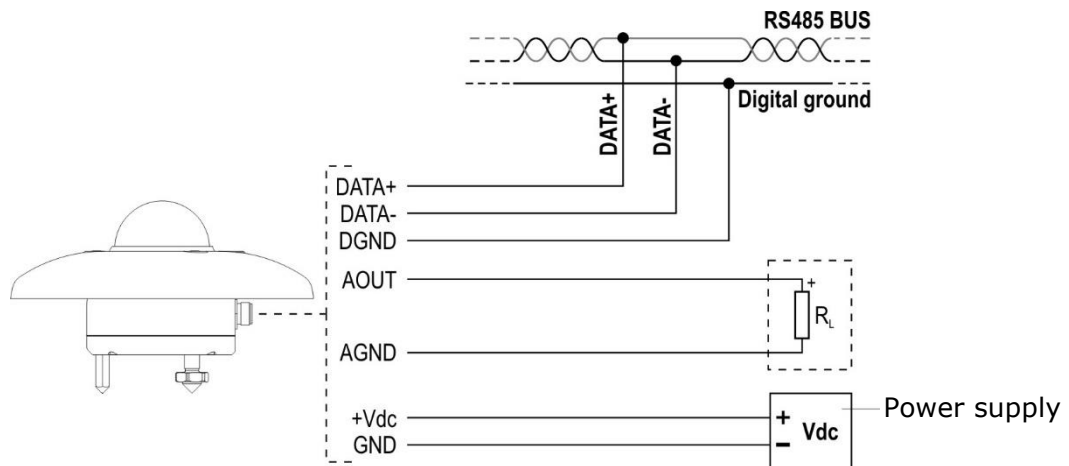 RS485 BUS
Digital ground
DATA+
DATA-
DATA+
DATA-
DGND
AOUT
+
RL
AGND
+Vdc
GND
+
Vdc
-
Power supply